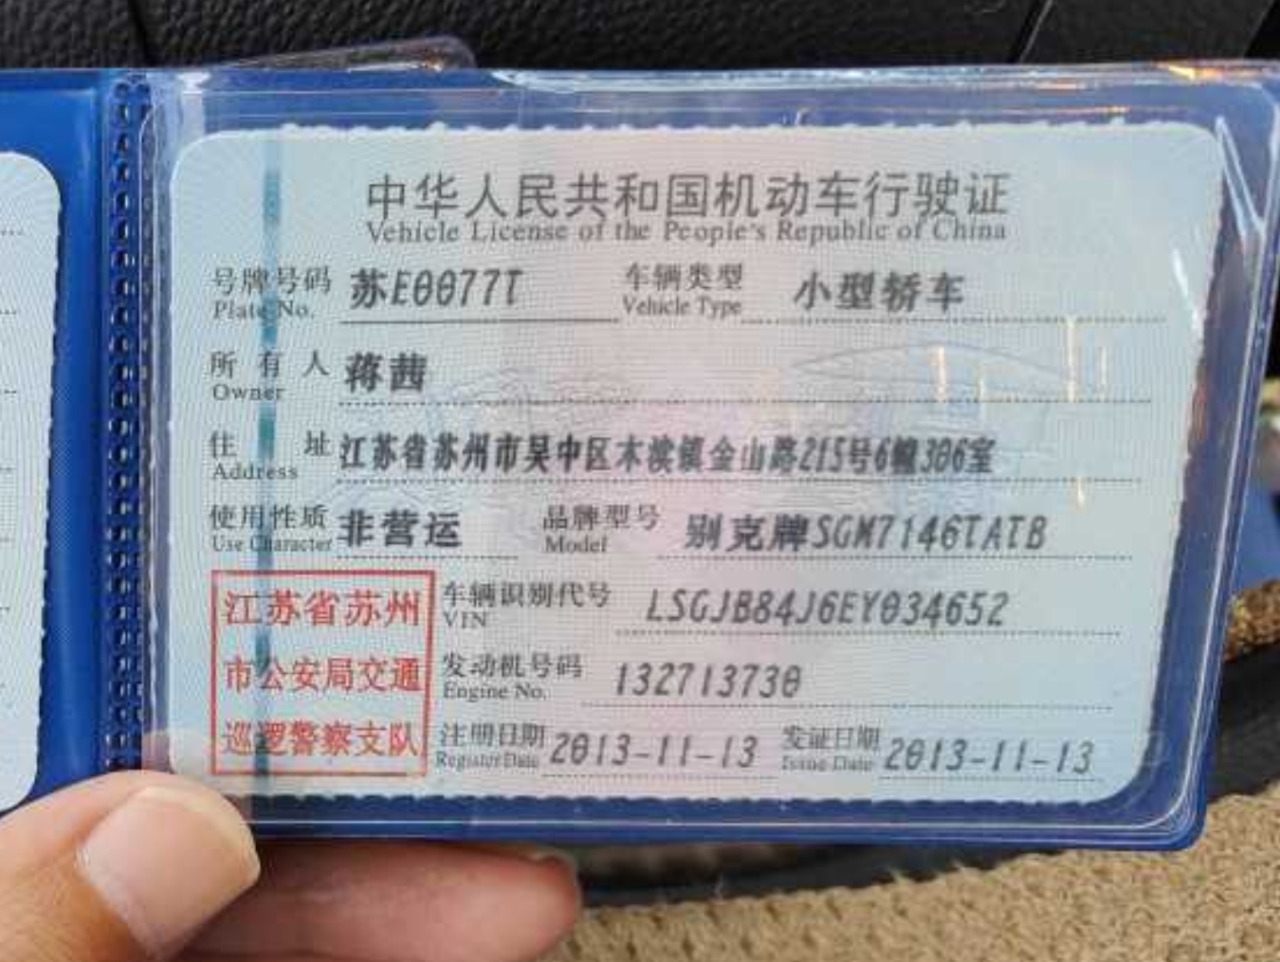 中华人民共和国机动车行驶证
Vehicle License of the People's Republic of China
号牌号码 苏E0077T 车辆类型 小型轿车
Plate No. Vehicle Type
所有人 蒋茜
Owner
住址 江苏省苏州市吴中区木渎镇金山路215号6幢306室
Address
使用性质 非营运 品牌型号 别克牌SGM7146TATB
Use Character Model
江苏省苏州
市公安局交通
巡逻警察支队
车辆识别代号 LSGJB84J6EY034652
VIN
发动机号码 132713730
Engine No.
注册日期 2013-11-13 发证日期 2013-11-13
Register Date Issue Date